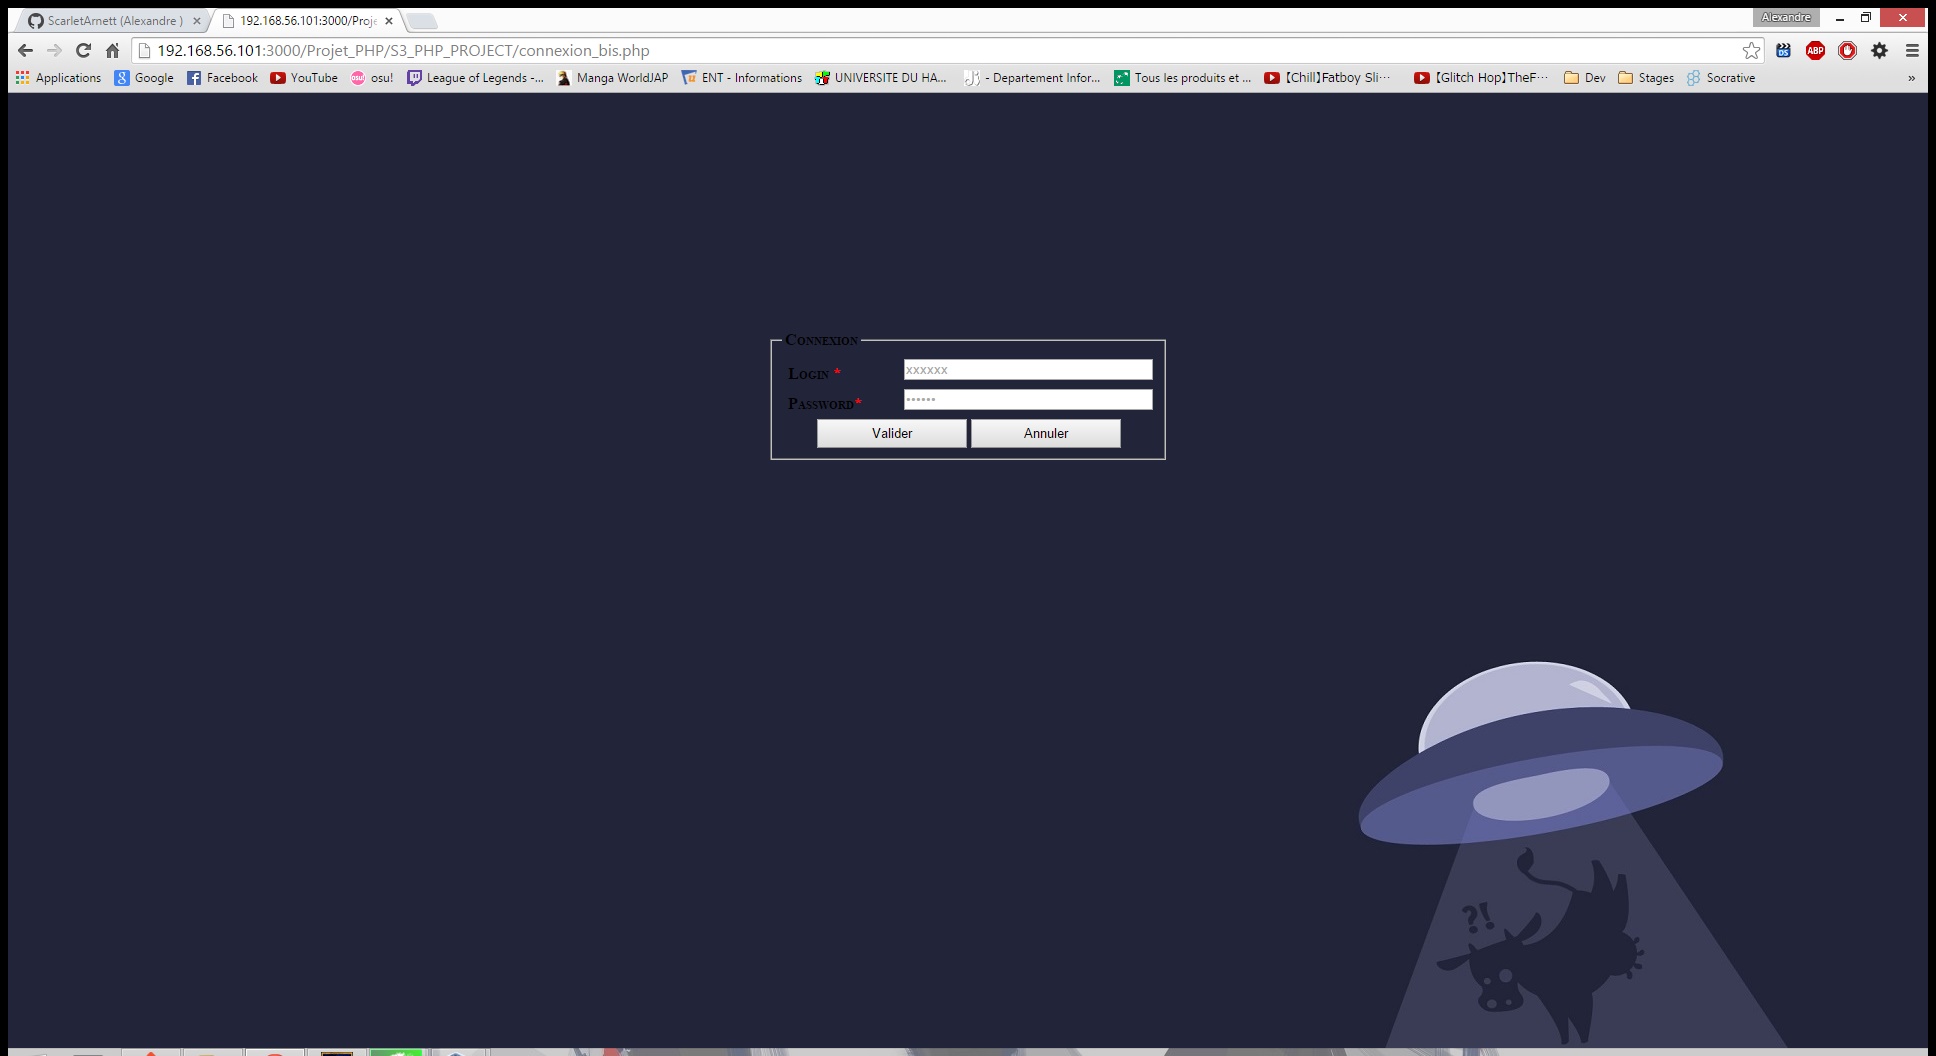 ScarletArnett (Alexandre )
192.168.56.101:3000/Proje
Alexandre
192.168.56.101:3000/Projet_PHP/S3_PHP_PROJECT/connexion_bis.php
ABP
Applications
Google
Facebook
YouTube
osu!
League of Legends -...
Manga WorldJAP
ENT - Informations
UNIVERSITE DU HA...
- Departement Infor...
Tous les produits et ...
【Chill】Fatboy Sli…
【Glitch Hop】TheF…
Dev
Stages
Socrative
»
Connexion
Login *
xxxxxx
Password*
••••••
Valider
Annuler
?!